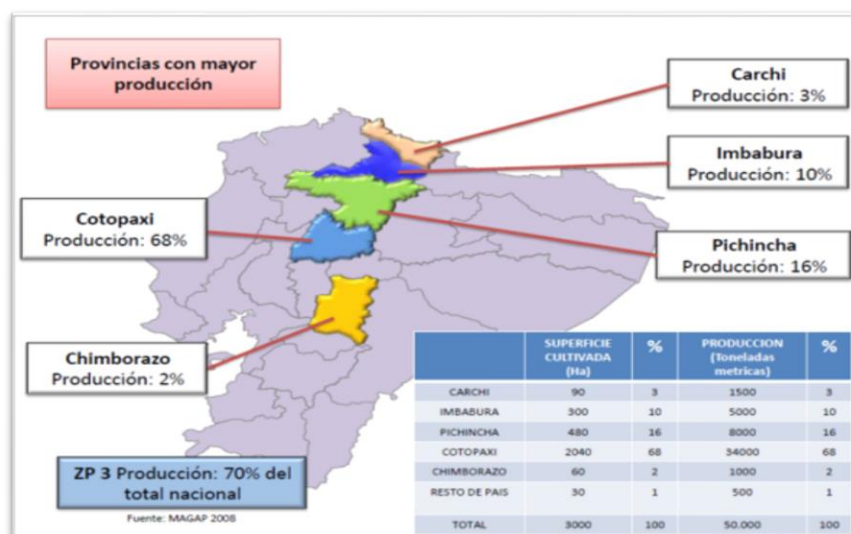 Provincias con mayor
producción
Carchi
Producción: 3%
Imbabura
Producción: 10%
Cotopaxi
Producción: 68%
Pichincha
Producción: 16%
Chimborazo
Producción: 2%
SUPERFICIE CULTIVADA (Ha) % PRODUCCION (Toneladas metricas) %
CARCHI 90 3 1500 3
IMBABURA 300 10 5000 10
PICHINCHA 480 16 8000 16
COTOPAXI 2040 68 34000 68
CHIMBORAZO 60 2 1000 2
RESTO DE PAIS 30 1 500 1
TOTAL 3000 100 50.000 100
ZP 3 Producción: 70% del
total nacional
Fuente: MAGAP 2008